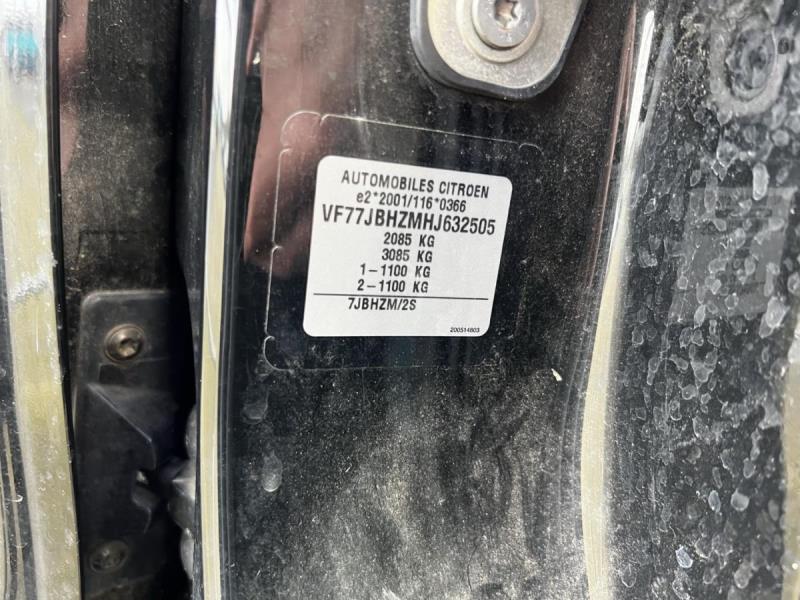 AUTOMOBILES CITROEN
e2*2001/116*0366
VF77JBHZMHJ632505
2085 KG
3085 KG
1-1100 KG
2-1100 KG
7JBHZM/2S
200514803